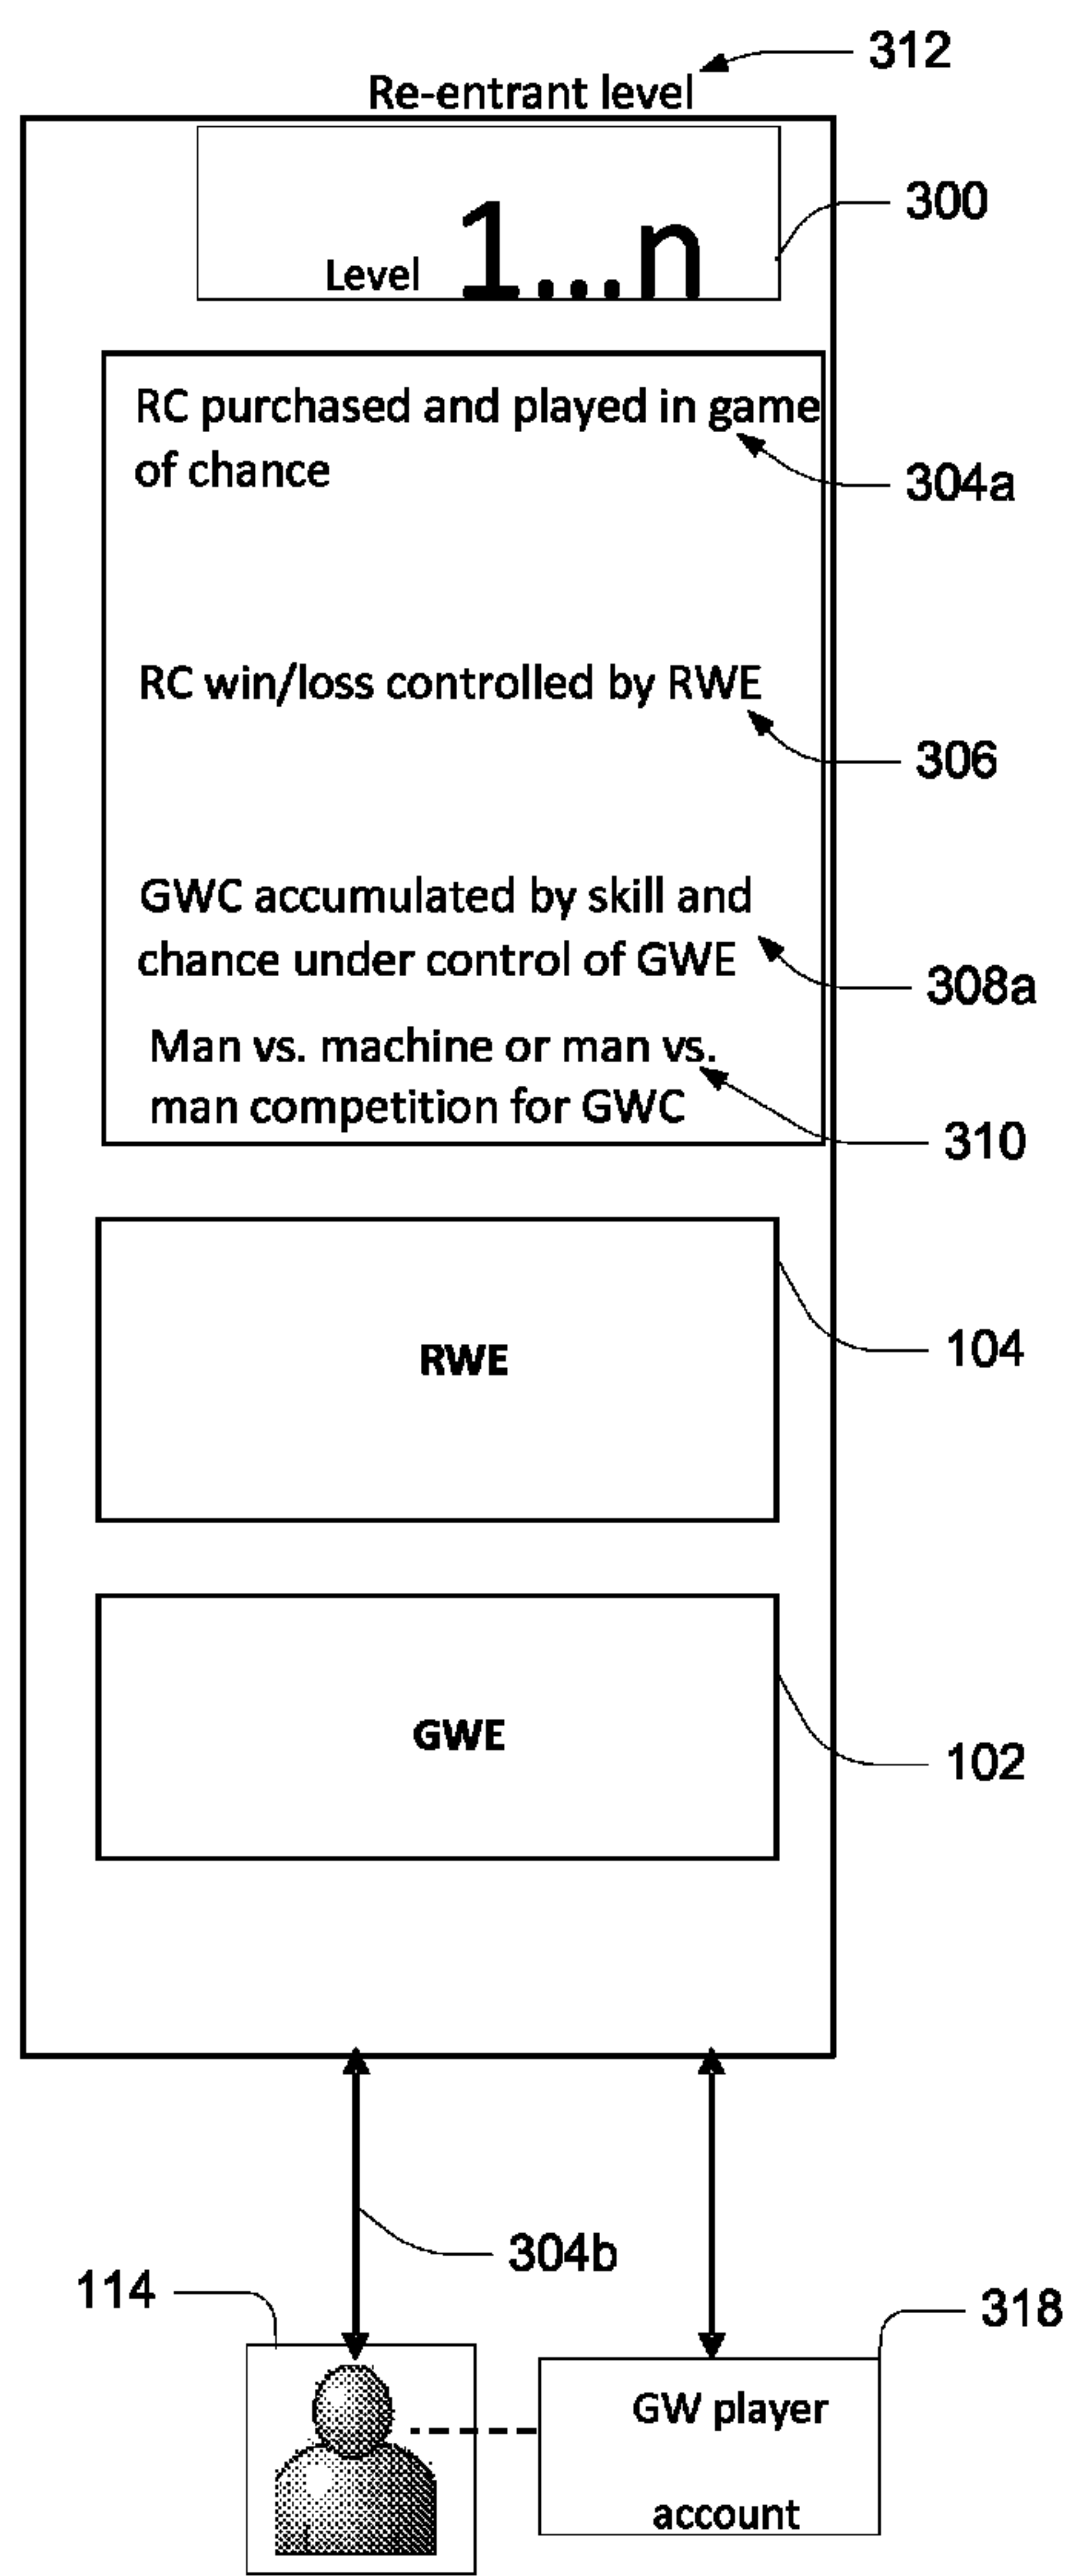 312
Re-entrant level
300
Level 1...n
RC purchased and played in game
of chance
304a
RC win/loss controlled by RWE
306
GWC accumulated by skill and
chance under control of GWE
308a
Man vs. machine or man vs.
man competition for GWC
310
RWE
104
GWE
102
304b
114
318
GW player
account